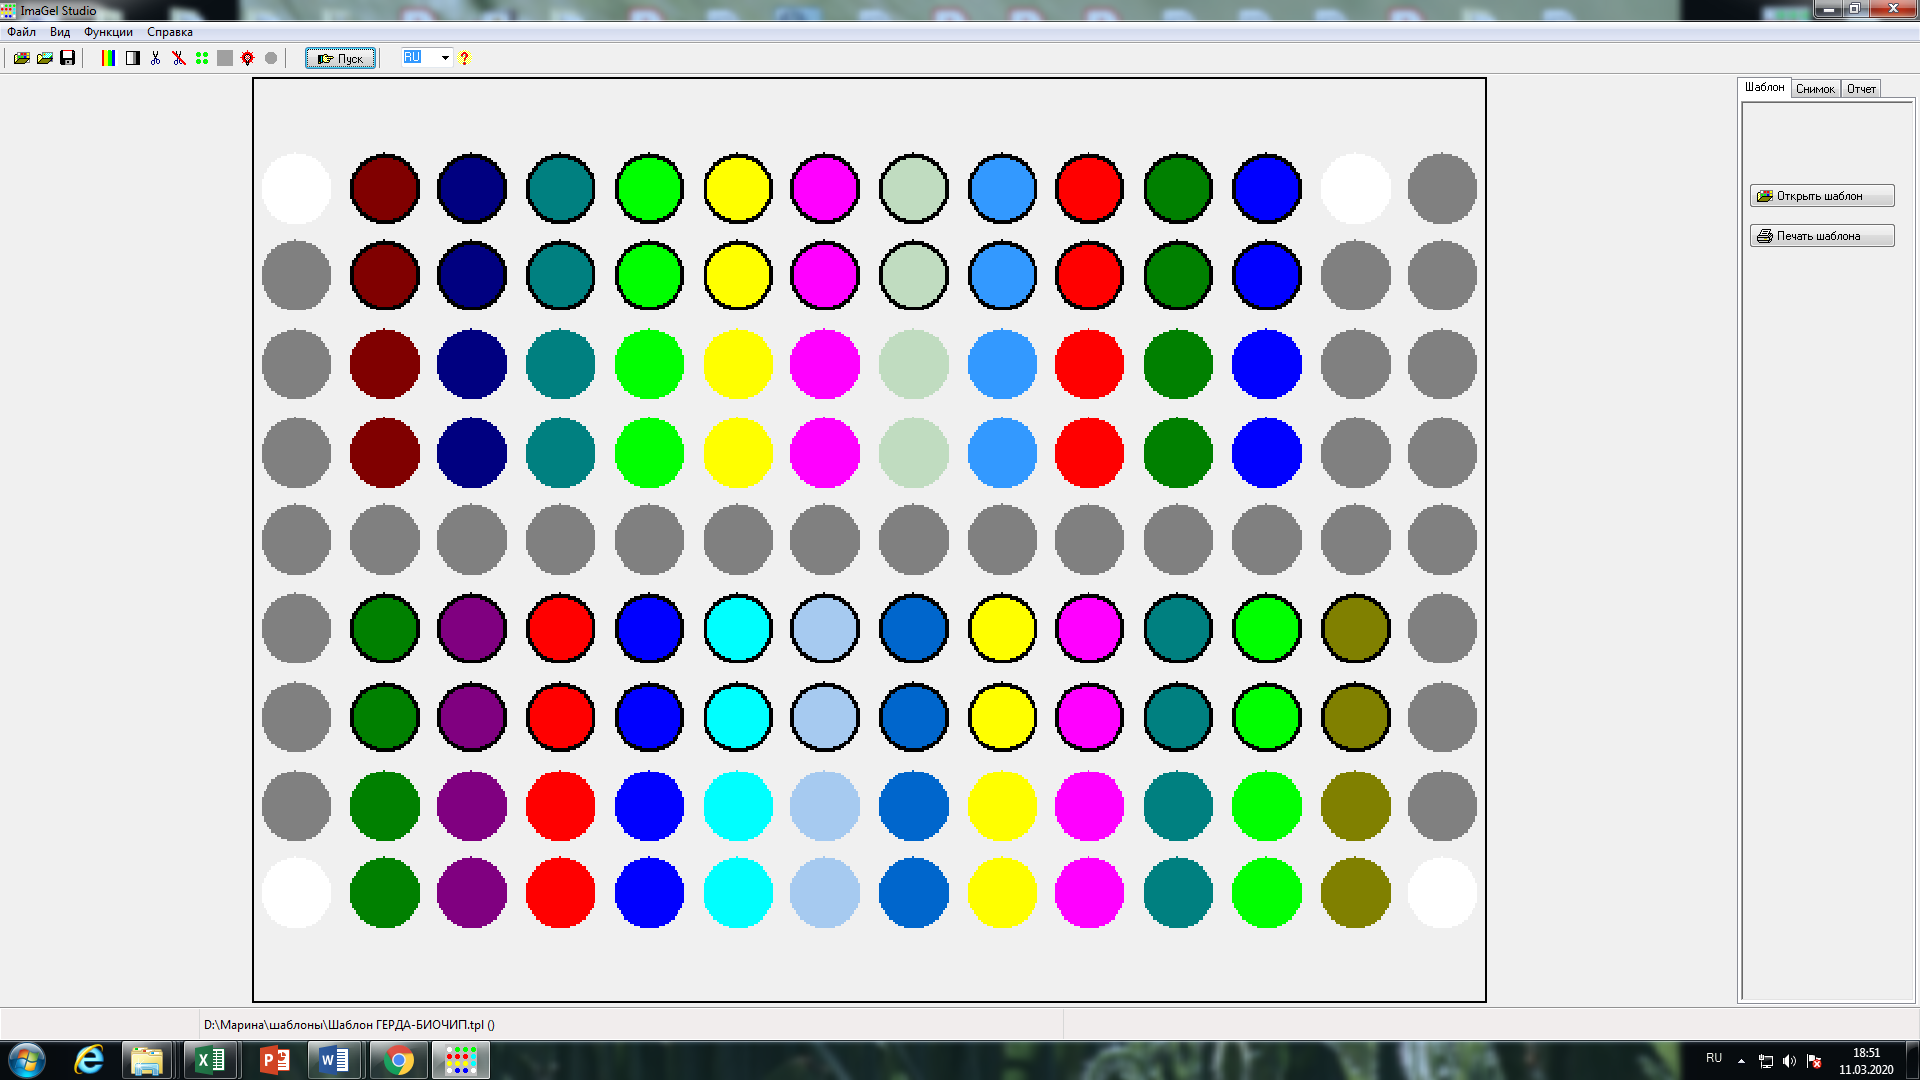 ImaGel Studio
Файл Вид Функции Справка
Пуск RU ?
Шаблон Снимок Отчет
Открыть шаблон
Печать шаблона
D:\Марина\шаблоны\Шаблон ГЕРДА-БИОЧИП.tpl ()
RU 18:51
11.03.2020